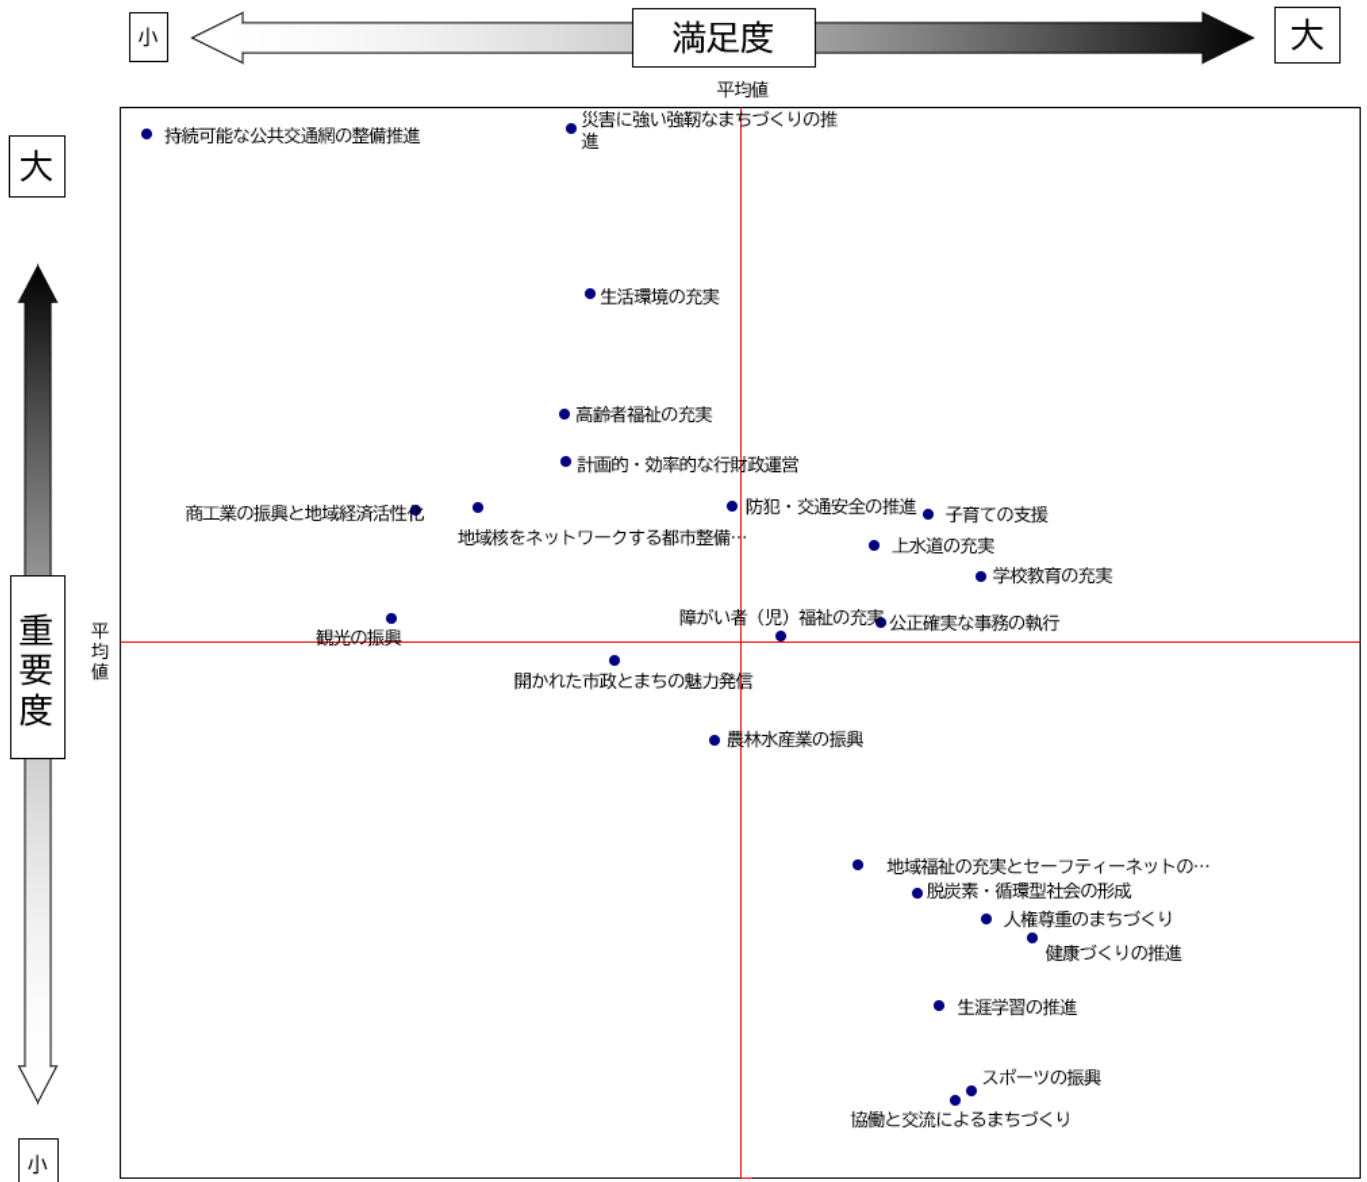 小
満足度
大
平均値
災害に強い強靭なまちづくりの推
進
持続可能な公共交通網の整備推進
大
生活環境の充実
高齢者福祉の充実
計画的・効率的な行財政運営
防犯・交通安全の推進
商工業の振興と地域経済活性化
子育ての支援
地域核をネットワークする都市整備…
上水道の充実
学校教育の充実
障がい者（児）福祉の充実
公正確実な事務の執行
観光の振興
重要度
平均値
開かれた市政とまちの魅力発信
農林水産業の振興
地域福祉の充実とセーフティーネットの…
脱炭素・循環型社会の形成
人権尊重のまちづくり
健康づくりの推進
生涯学習の推進
スポーツの振興
協働と交流によるまちづくり
小